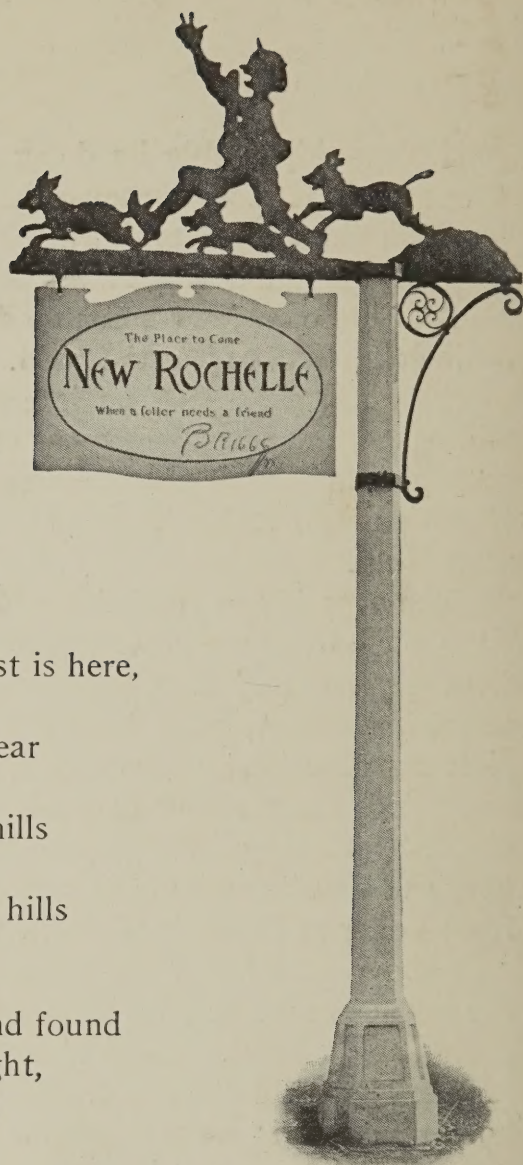 The Place to Come
NEW ROCHELLE
When a feller needs a friend
BRIGGS
st is here,
ear
hills
hills
nd found
ght,